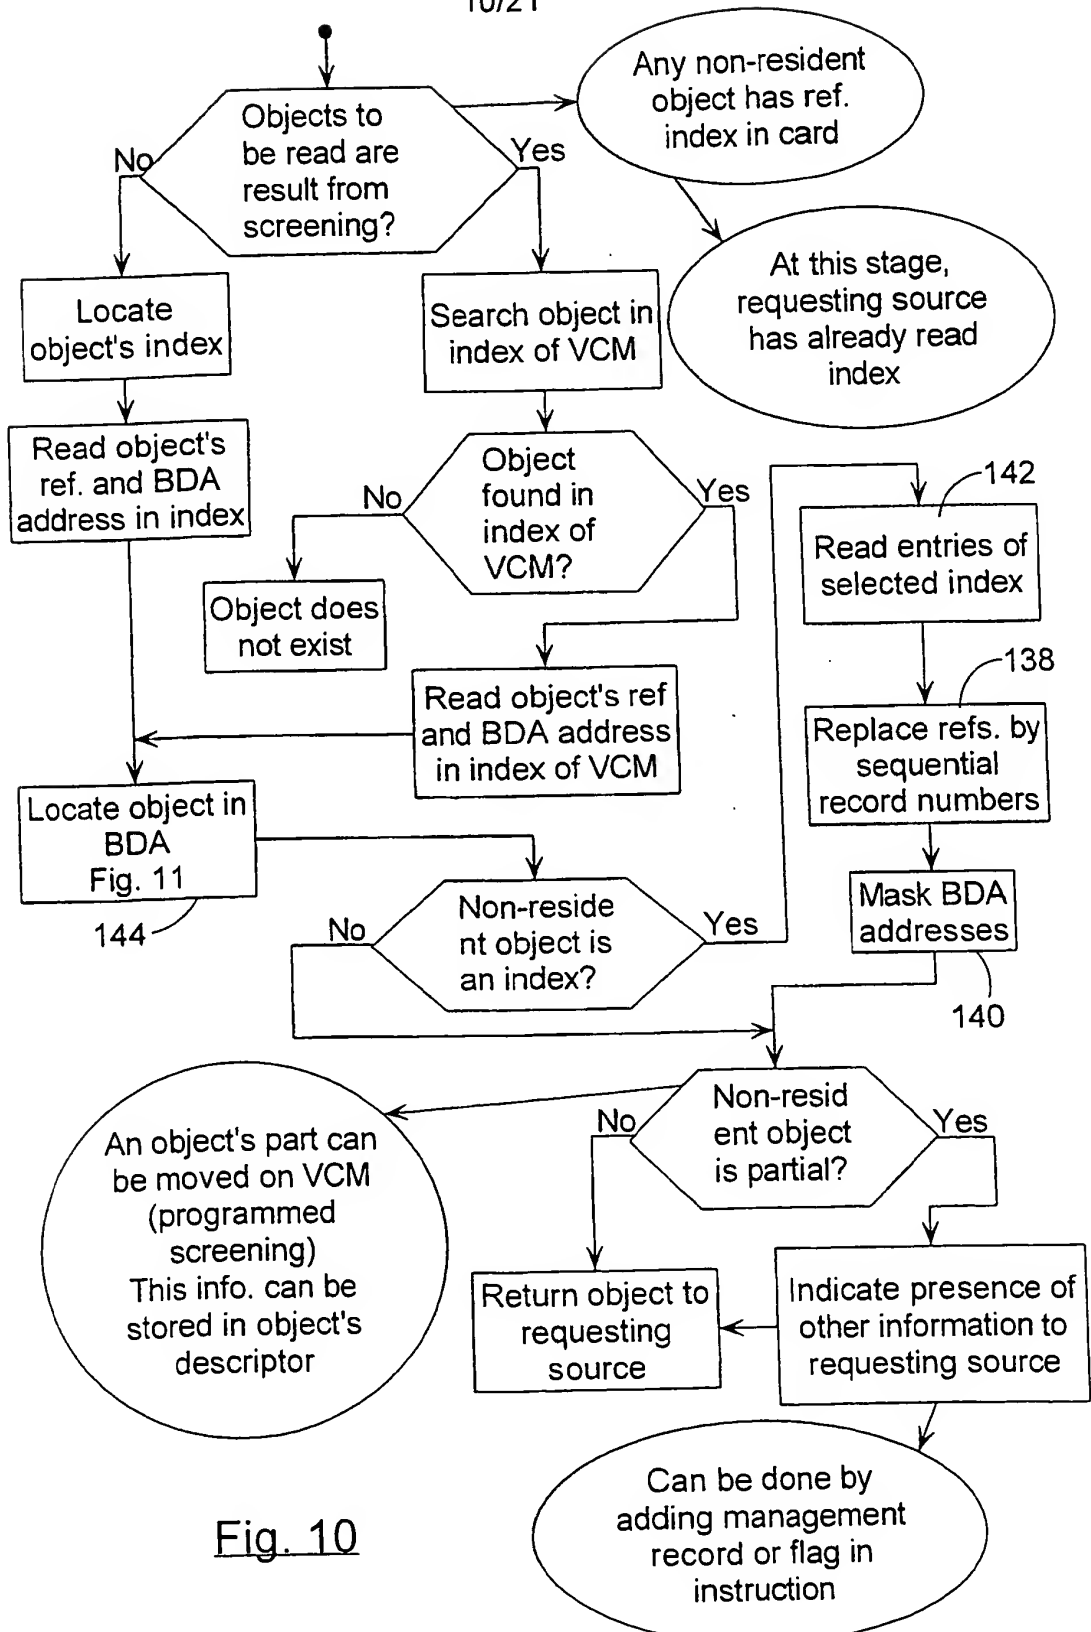 10/21
Any non-resident
object has ref.
index in card
Objects to
be read are
result from
screening?
No
Yes
At this stage,
requesting source
has already read
index
Locate
object's index
Search object in
index of VCM
Read object's
ref. and BDA
address in index
Object
found in
index of
VCM?
No
Yes
142
Read entries of
selected index
Object does
not exist
138
Read object's ref
and BDA address
in index of VCM
Replace refs. by
sequential
record numbers
Locate object in
BDA
Fig. 11
144
Non-reside
nt object is
an index?
No
Yes
Mask BDA
addresses
140
Non-resid
ent object
is partial?
No
Yes
An object's part can
be moved on VCM
(programmed
screening)
This info. can be
stored in object's
descriptor
Return object to
requesting
source
Indicate presence of
other information to
requesting source
Can be done by
adding management
record or flag in
instruction
Fig. 10